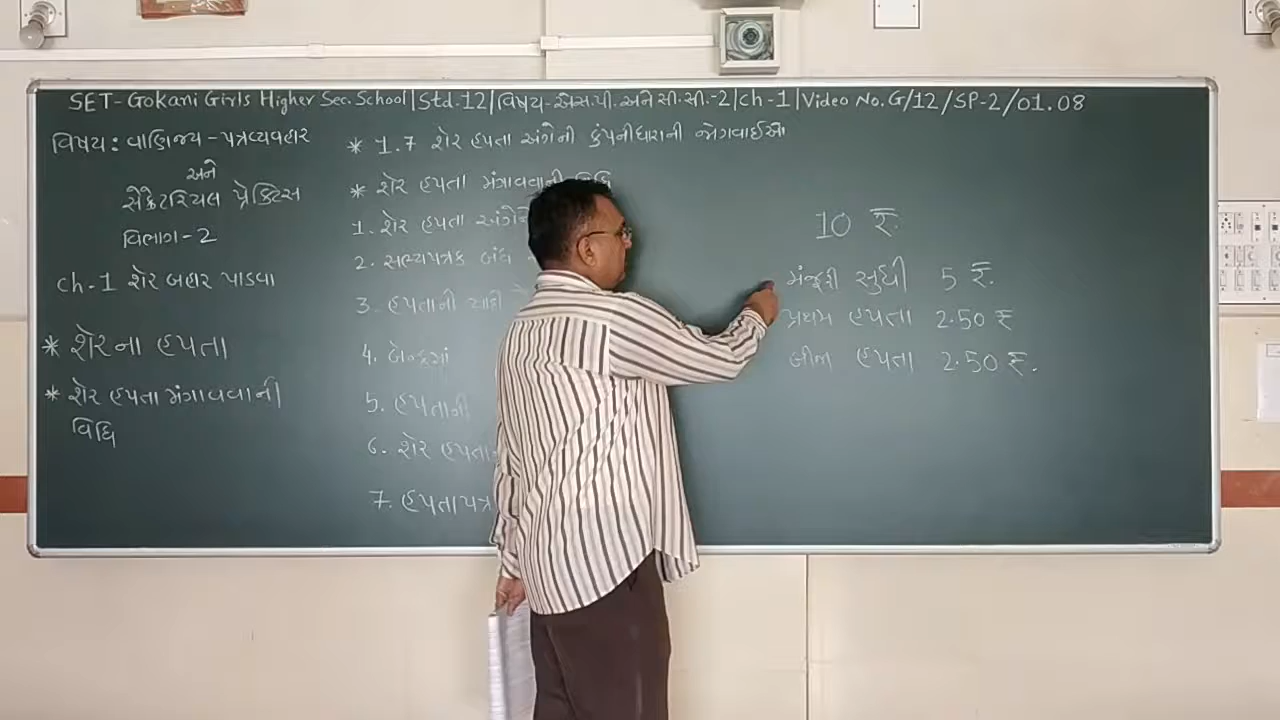 SET-Gokani Girls Higher Sec. School | Std.12 | વિષય-એસ.પી.અને સી.સી.-2 | ch-1 | Video No. G/12/SP-2/01.08
વિષય : વાણિજ્ય-પત્રવ્યવહાર
અને
સેક્રેટરિયલ પ્રેક્ટિસ
વિભાગ-2
ch.1 શેર બહાર પાડવા
* શેરના હપતા
* શેર હપતા મંગાવવાની
વિધિ
* 1.7 શેર હપતા અંગેની કંપનીધારાની જોગવાઈઓ
* શેર હપતા મંગાવવાની વિધિ
1. શેર હપતા અંગેનો
2. સભ્યપત્રક બંધ
3. હપતાની યાદી
4. બેન્કમાં
5. હપતાની
6. શેર હપતા
7. હપતાપત્ર
10 ₹.
મંજૂરી સુધી 5 ₹.
પ્રથમ હપતા 2.50 ₹
બીજા હપતા 2.50 ₹.